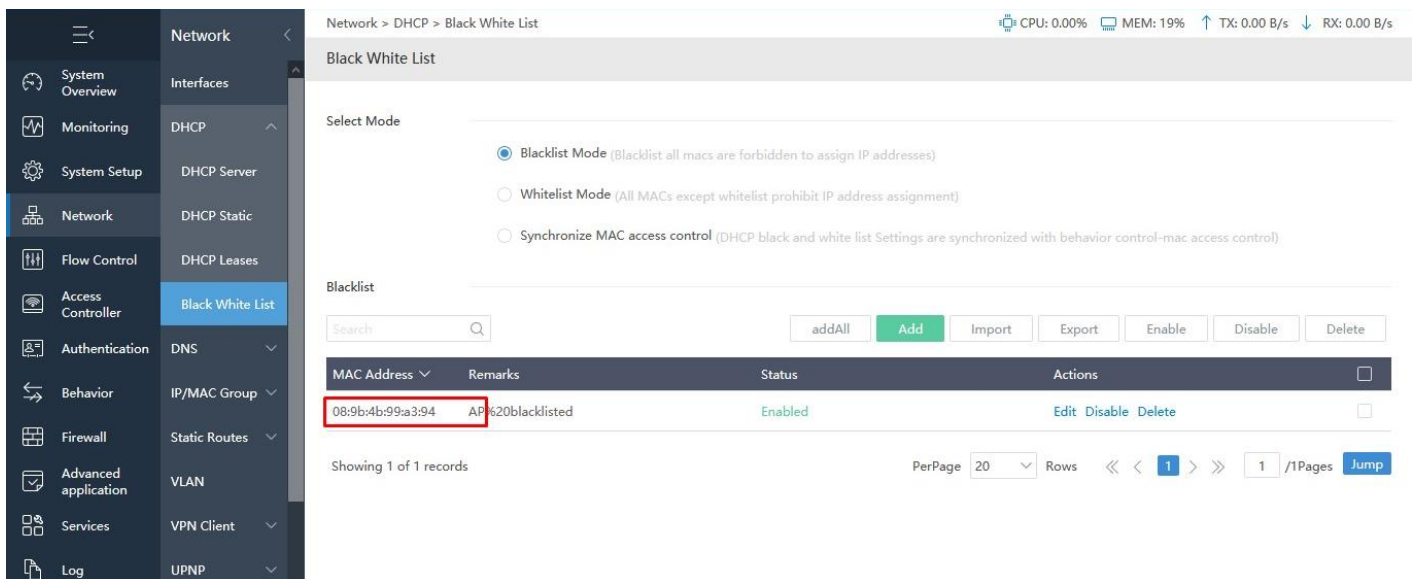 Network > DHCP > Black White List
CPU: 0.00% MEM: 19% TX: 0.00 B/s RX: 0.00 B/s
System Overview
Monitoring
System Setup
Network
Flow Control
Access Controller
Authentication
Behavior
Firewall
Advanced application
Services
Log
Network
Interfaces
DHCP
DHCP Server
DHCP Static
DHCP Leases
Black White List
DNS
IP/MAC Group
Static Routes
VLAN
VPN Client
UPNP
Black White List
Select Mode
Blacklist Mode (Blacklist all macs are forbidden to assign IP addresses)
Whitelist Mode (All MACs except whitelist prohibit IP address assignment)
Synchronize MAC access control (DHCP black and white list Settings are synchronized with behavior control-mac access control)
Blacklist
Search addAll Add Import Export Enable Disable Delete
MAC Address Remarks Status Actions
08:9b:4b:99:a3:94 AP%20blacklisted Enabled Edit Disable Delete
Showing 1 of 1 records PerPage 20 Rows 1 1 /1Pages Jump